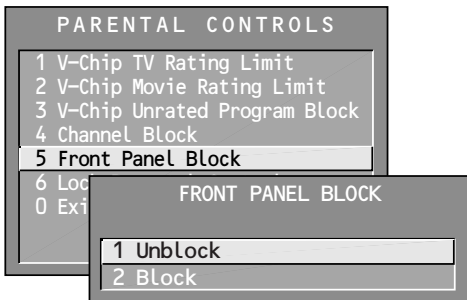 PARENTAL CONTROLS
1 V-Chip TV Rating Limit
2 V-Chip Movie Rating Limit
3 V-Chip Unrated Program Block
4 Channel Block
5 Front Panel Block
6
0
FRONT PANEL BLOCK
1 Unblock
2 Block